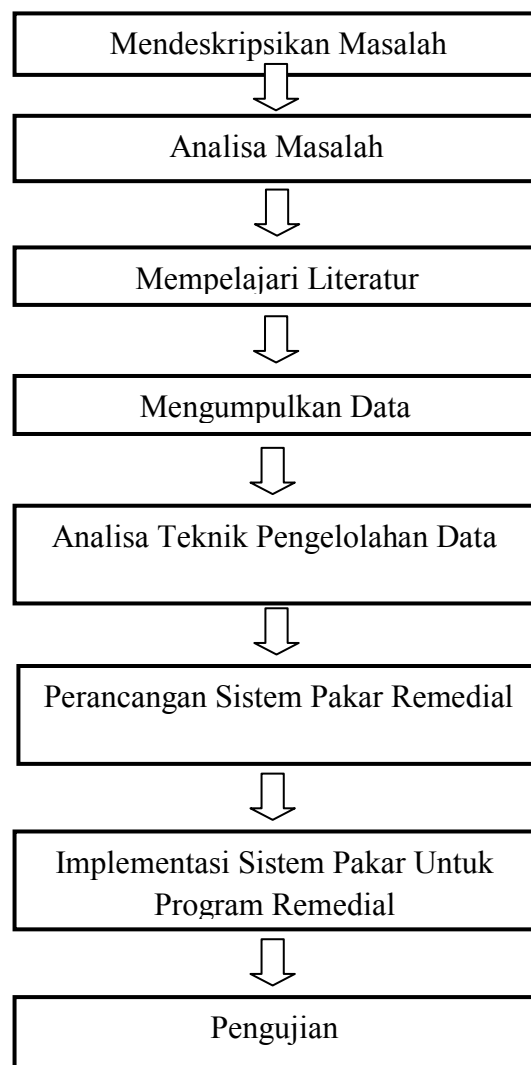 Mendeskripsikan Masalah
Analisa Masalah
Mempelajari Literatur
Mengumpulkan Data
Analisa Teknik Pengelolahan Data
Perancangan Sistem Pakar Remedial
Implementasi Sistem Pakar Untuk
Program Remedial
Pengujian